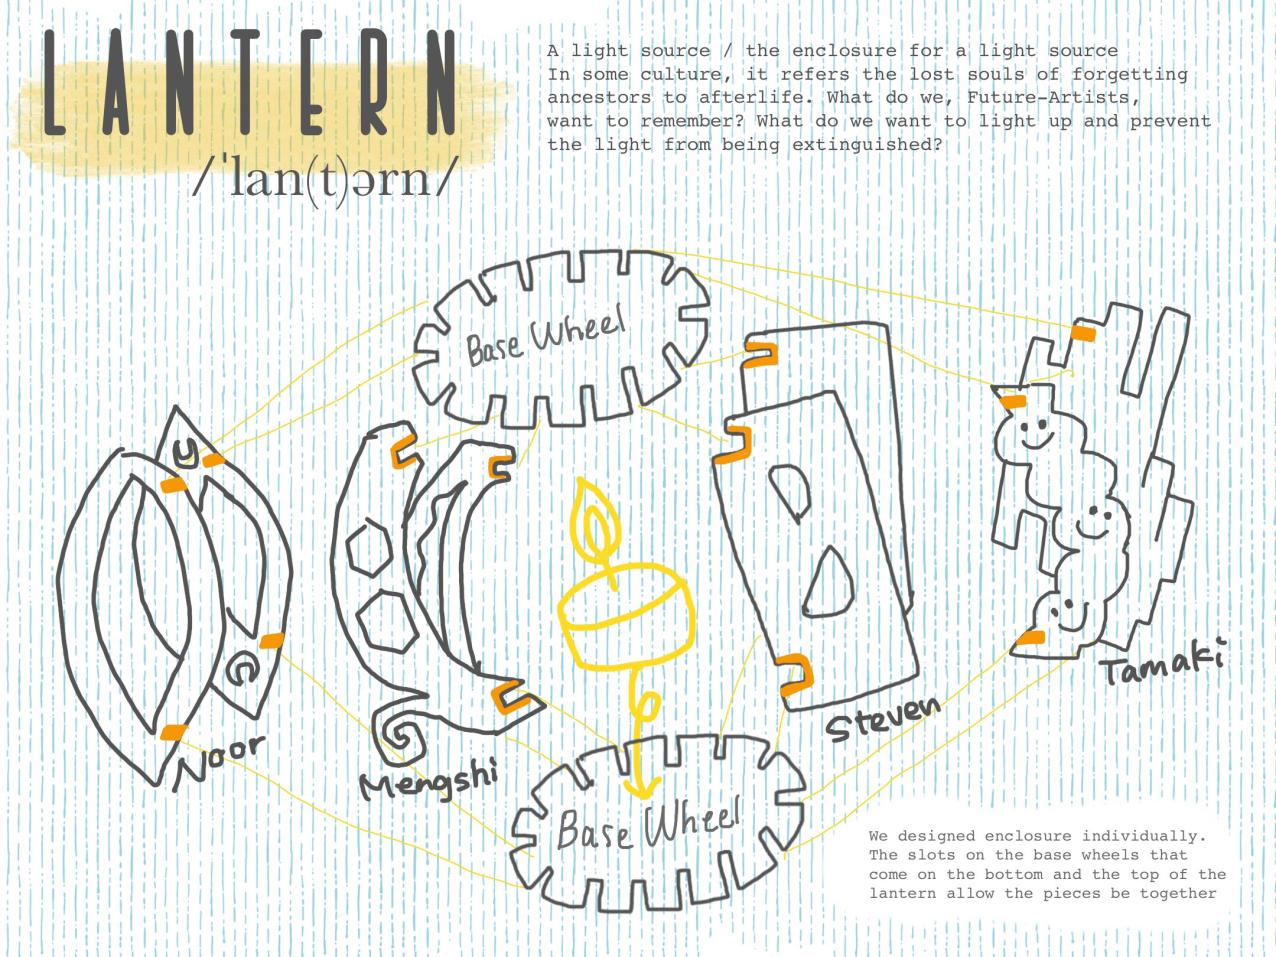 LANTERN
/ˈlan(t)ərn/
A light source / the enclosure for a light source
In some culture, it refers the lost souls of forgetting
ancestors to afterlife. What do we, Future-Artists,
want to remember? What do we want to light up and prevent
the light from being extinguished?
Base Wheel
Noor
Mengshi
Steven
Tamaki
Base Wheel
We designed enclosure individually.
The slots on the base wheels that
come on the bottom and the top of the
lantern allow the pieces be together